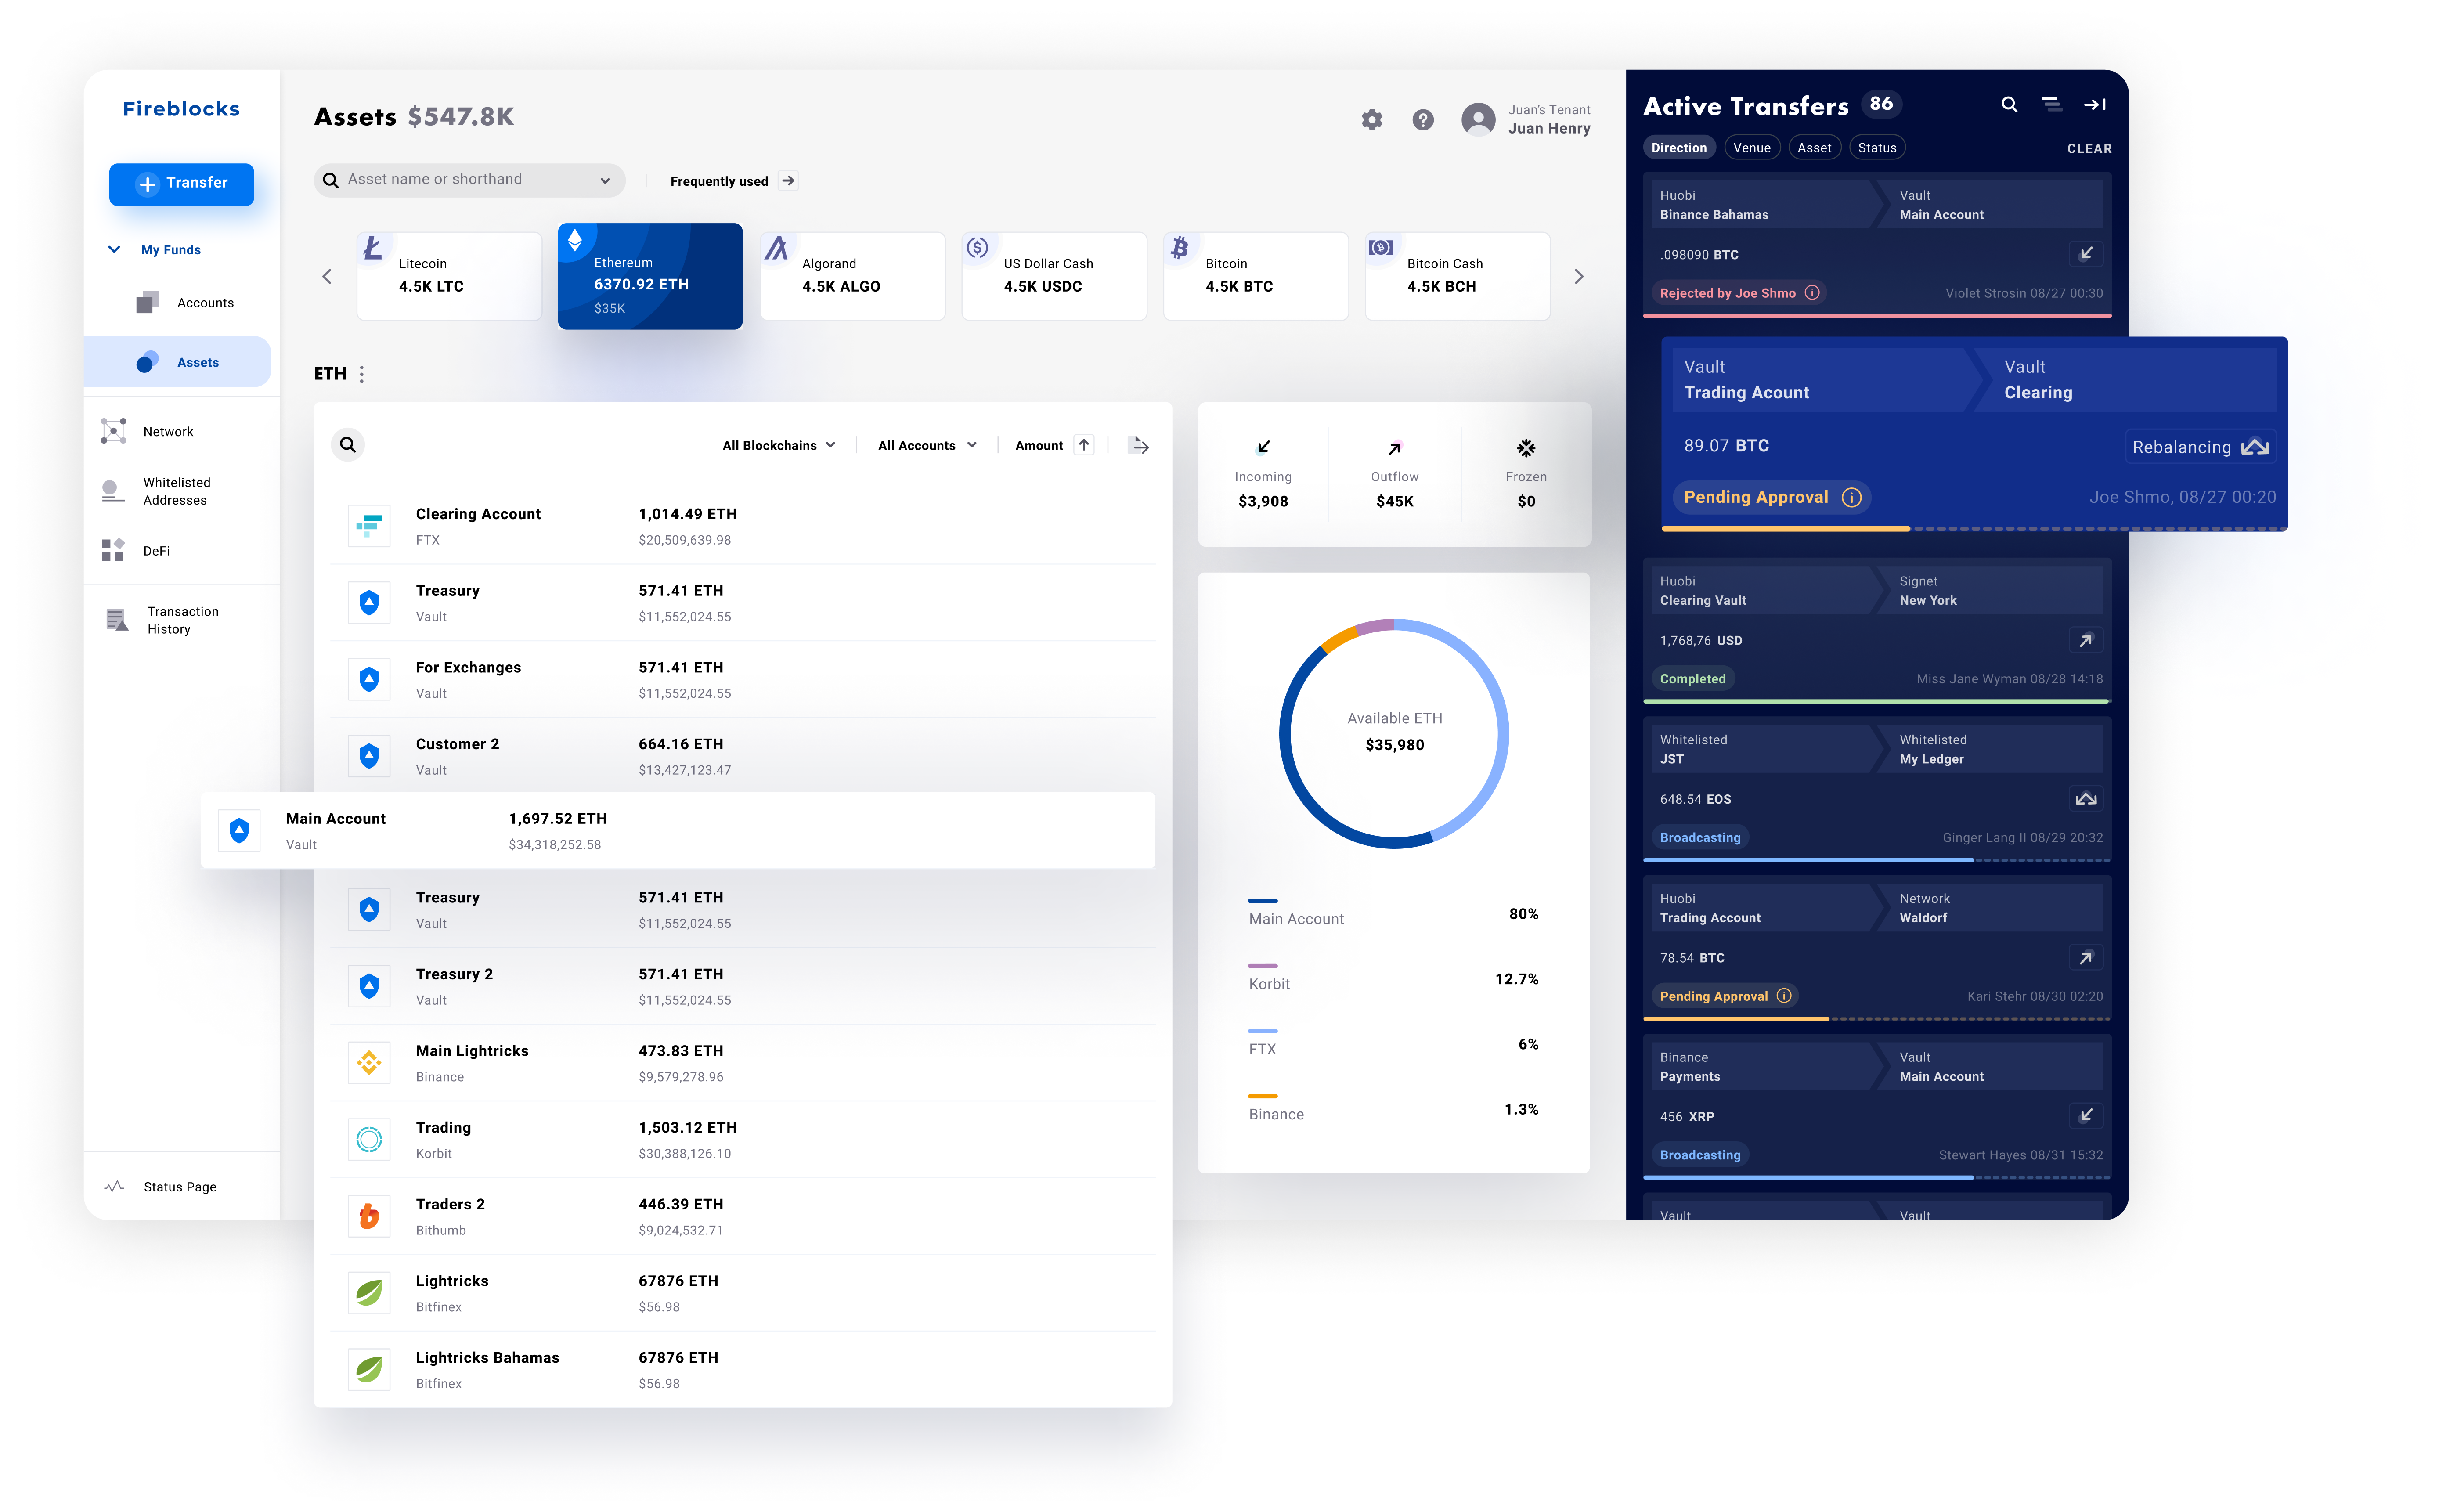 Fireblocks
Transfer
My Funds
Accounts
Assets
Network
Whitelisted
Addresses
DeFi
Transaction
History
Status Page
Assets $547.8K
Juan's Tenant
Juan Henry
Asset name or shorthand
Frequently used
Litecoin
4.5K LTC
Ethereum
6370.92 ETH
$35K
Algorand
4.5K ALGO
US Dollar Cash
4.5K USDC
Bitcoin
4.5K BTC
Bitcoin Cash
4.5K BCH
ETH
All Blockchains
All Accounts
Amount
Clearing Account
1,014.49 ETH
FTX
$20,509,639.98
Treasury
571.41 ETH
Vault
$11,552,024.55
For Exchanges
571.41 ETH
Vault
$11,552,024.55
Customer 2
664.16 ETH
Vault
$13,427,123.47
Main Account
1,697.52 ETH
Vault
$34,318,252.58
Treasury
571.41 ETH
Vault
$11,552,024.55
Treasury 2
571.41 ETH
Vault
$11,552,024.55
Main Lightricks
473.83 ETH
Binance
$9,579,278.96
Trading
1,503.12 ETH
Korbit
$30,388,126.10
Traders 2
446.39 ETH
Bithumb
$9,024,532.71
Lightricks
67876 ETH
Bitfinex
$56.98
Lightricks Bahamas
67876 ETH
Bitfinex
$56.98
Incoming
$3,908
Outflow
$45K
Frozen
$0
Available ETH
$35,980
Main Account
80%
Korbit
12.7%
FTX
6%
Binance
1.3%
Active Transfers 86
Direction
Venue
Asset
Status
CLEAR
Huobi
Binance Bahamas
Vault
Main Account
.098090 BTC
Rejected by Joe Shmo
Violet Strosin 08/27 00:30
Vault
Trading Acount
Vault
Clearing
89.07 BTC
Rebalancing
Pending Approval
Joe Shmo, 08/27 00:20
Huobi
Clearing Vault
Signet
New York
1,768,76 USD
Completed
Miss Jane Wyman 08/28 14:18
Whitelisted
JST
Whitelisted
My Ledger
648.54 EOS
Broadcasting
Ginger Lang II 08/29 20:32
Huobi
Trading Account
Network
Waldorf
78.54 BTC
Pending Approval
Kari Stehr 08/30 02:20
Binance
Payments
Vault
Main Account
456 XRP
Broadcasting
Stewart Hayes 08/31 15:32
Vault
Vault